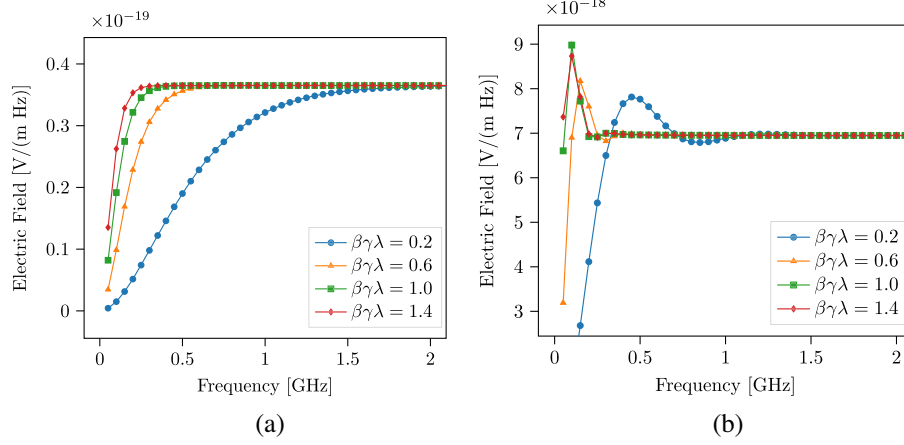 ×10⁻¹⁹
0.4
0.3
0.1
0.1
0
Electric Field [V/(m Hz)]
βγλ = 0.2
βγλ = 0.6
βγλ = 1.0
βγλ = 1.4
0
0.5
1
1.5
2
Frequency [GHz]
(a)
×10⁻¹⁸
9
8
7
6
4
3
Electric Field [V/(m Hz)]
βγλ = 0.2
βγλ = 0.6
βγλ = 1.0
βγλ = 1.4
0
0.5
1
1.5
2
Frequency [GHz]
(b)